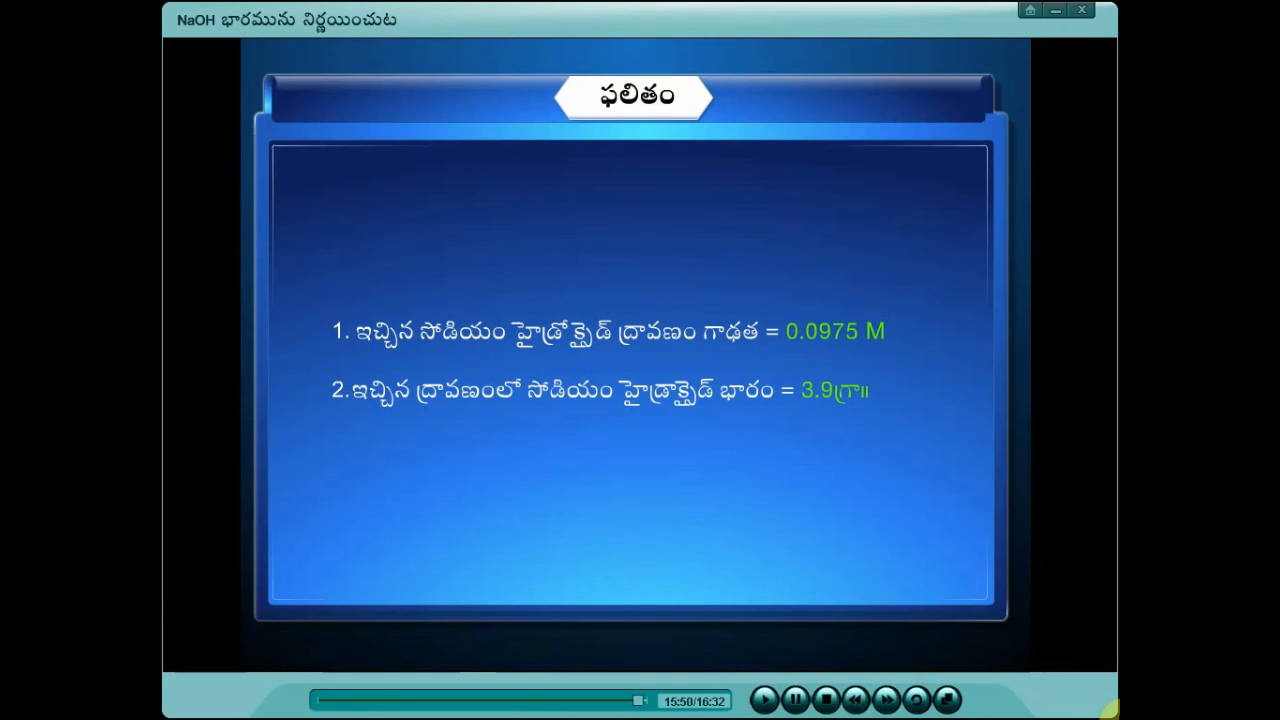 NaOH భారమును నిర్ణయించుట
ఫలితం
1. ఇచ్చిన సోడియం హైడ్రోక్సైడ్ ద్రావణం గాఢత = 0.0975 M
2.ఇచ్చిన ద్రావణంలో సోడియం హైడ్రాక్సైడ్ భారం = 3.9గ్రా॥
15:50/16:32